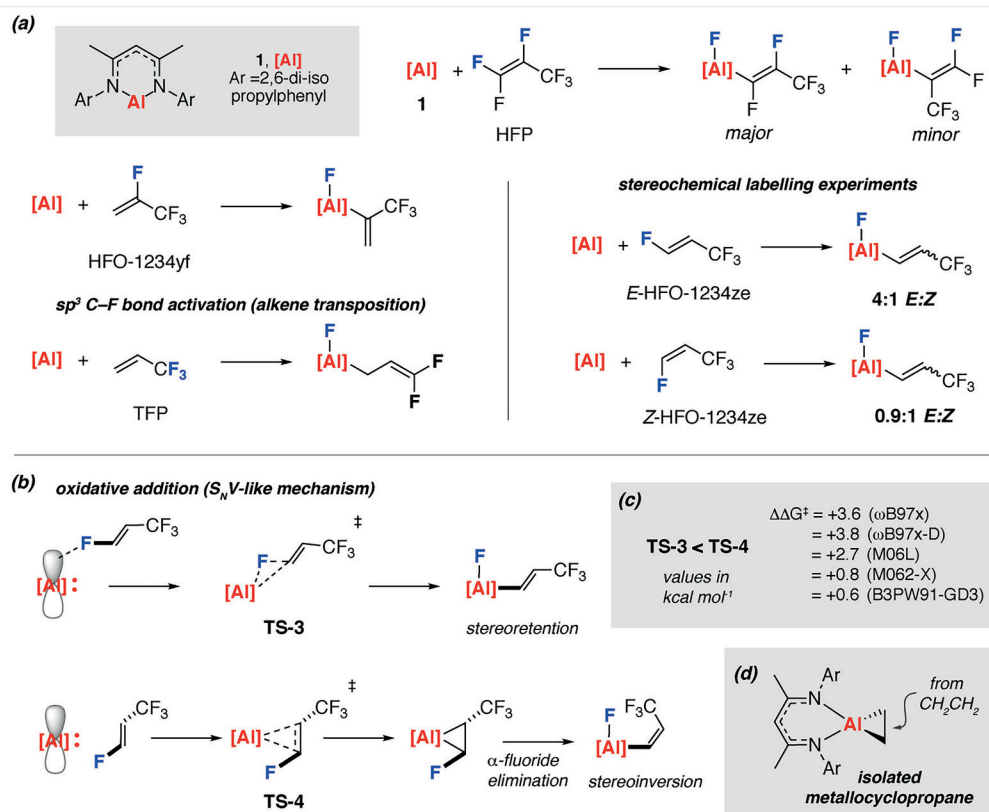 (a)
1, [Al]
Ar =2,6-di-iso
propylphenyl
Ar N Al N Ar
[Al] + F F CF3 F
1
HFP
F [Al] F CF3 F
major
+
F [Al] F F CF3
minor
[Al] + F CF3
HFO-1234yf
F [Al] CF3
sp3 C–F bond activation (alkene transposition)
[Al] + CF3
TFP
F [Al] F F
stereochemical labelling experiments
[Al] + F CF3
E-HFO-1234ze
F [Al] CF3
4:1 E:Z
[Al] + F CF3
Z-HFO-1234ze
F [Al] CF3
0.9:1 E:Z
(b) oxidative addition (SNV-like mechanism)
[Al]: F CF3
[Al] F CF3 ‡
TS-3
F [Al] CF3
stereoretention
[Al]: F CF3
[Al] F CF3 ‡
TS-4
[Al] F CF3
α-fluoride
elimination
F3C F [Al]
stereoinversion
(c)
TS-3 < TS-4
values in
kcal mol-1
ΔΔG‡ = +3.6 (ωB97x)
= +3.8 (ωB97x-D)
= +2.7 (M06L)
= +0.8 (M062-X)
= +0.6 (B3PW91-GD3)
(d)
Ar N Al N Ar
from
CH2CH2
isolated
metallocyclopropane